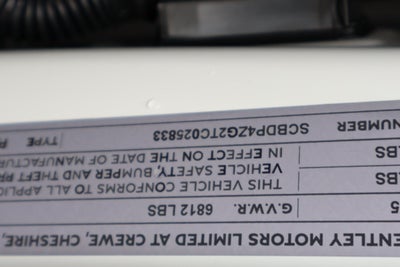 ENTLEY MOTORS LIMITED AT CREWE, CHESHIRE,
5 G.V.W.R. 6812 LBS
LBS THIS VEHICLE CONFORMS TO ALL APPLIC
LBS VEHICLE SAFETY, BUMPER AND THEFT PR
IN EFFECT ON THE DATE OF MANUFACTUR
NUMBER SCBDP4ZG2TC025833 TYPE